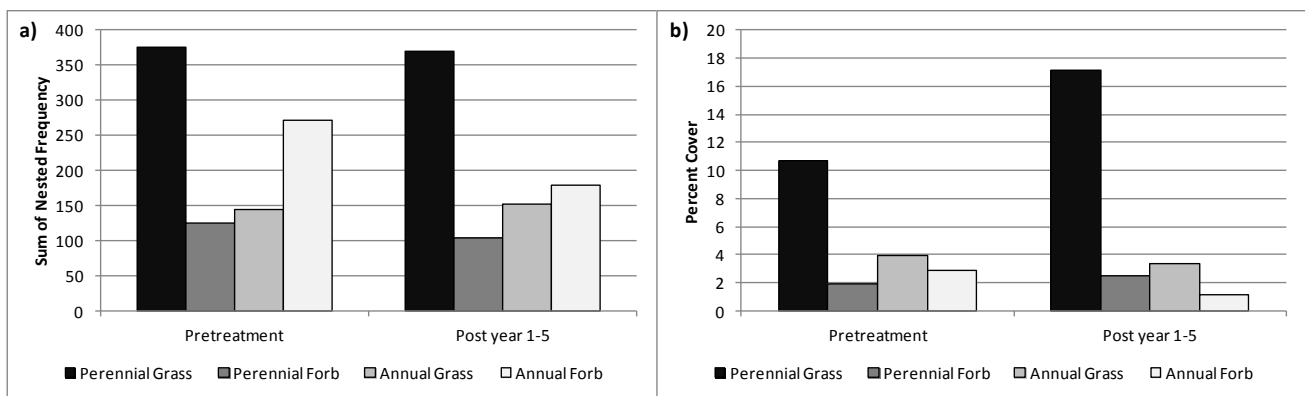 a)
Sum of Nested Frequency
400
350
300
250
200
150
100
50
0
Pretreatment Post year 1-5
Perennial Grass Perennial Forb Annual Grass Annual Forb
b)
Percent Cover
20
18
16
14
12
10
8
6
4
2
0
Pretreatment Post year 1-5
Perennial Grass Perennial Forb Annual Grass Annual Forb